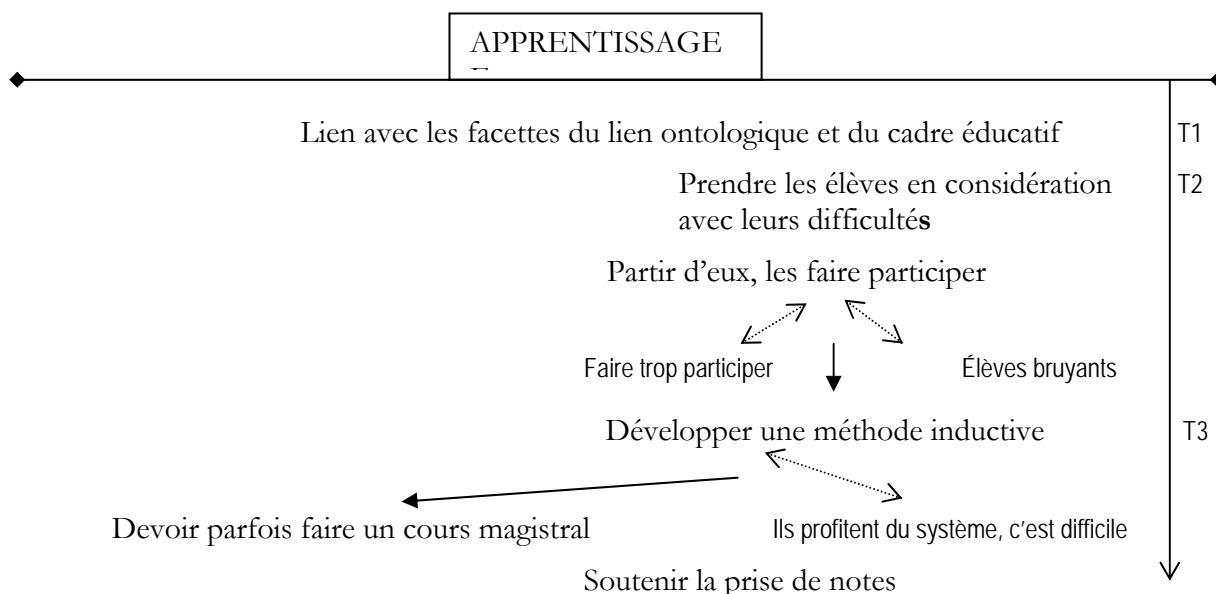 APPRENTISSAGE
Lien avec les facettes du lien ontologique et du cadre éducatif T1
Prendre les élèves en considération T2
avec leurs difficultés
Partir d’eux, les faire participer
Faire trop participer Élèves bruyants
Développer une méthode inductive T3
Devoir parfois faire un cours magistral Ils profitent du système, c’est difficile
Soutenir la prise de notes